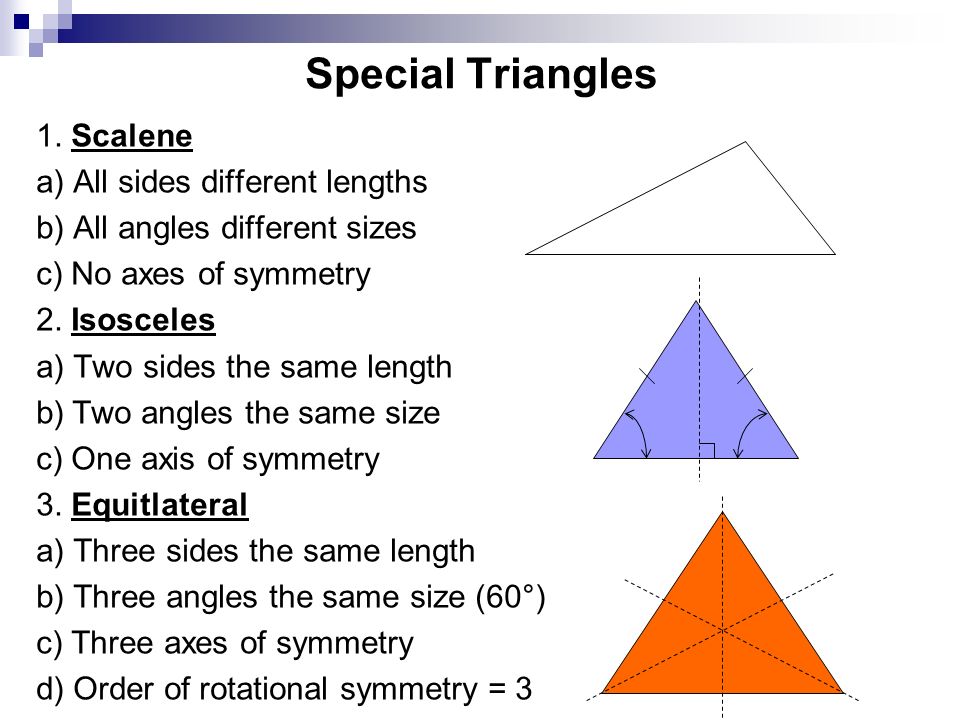 Special Triangles
1. Scalene
a) All sides different lengths
b) All angles different sizes
c) No axes of symmetry
2. Isosceles
a) Two sides the same length
b) Two angles the same size
c) One axis of symmetry
3. Equitlateral
a) Three sides the same length
b) Three angles the same size (60°)
c) Three axes of symmetry
d) Order of rotational symmetry = 3